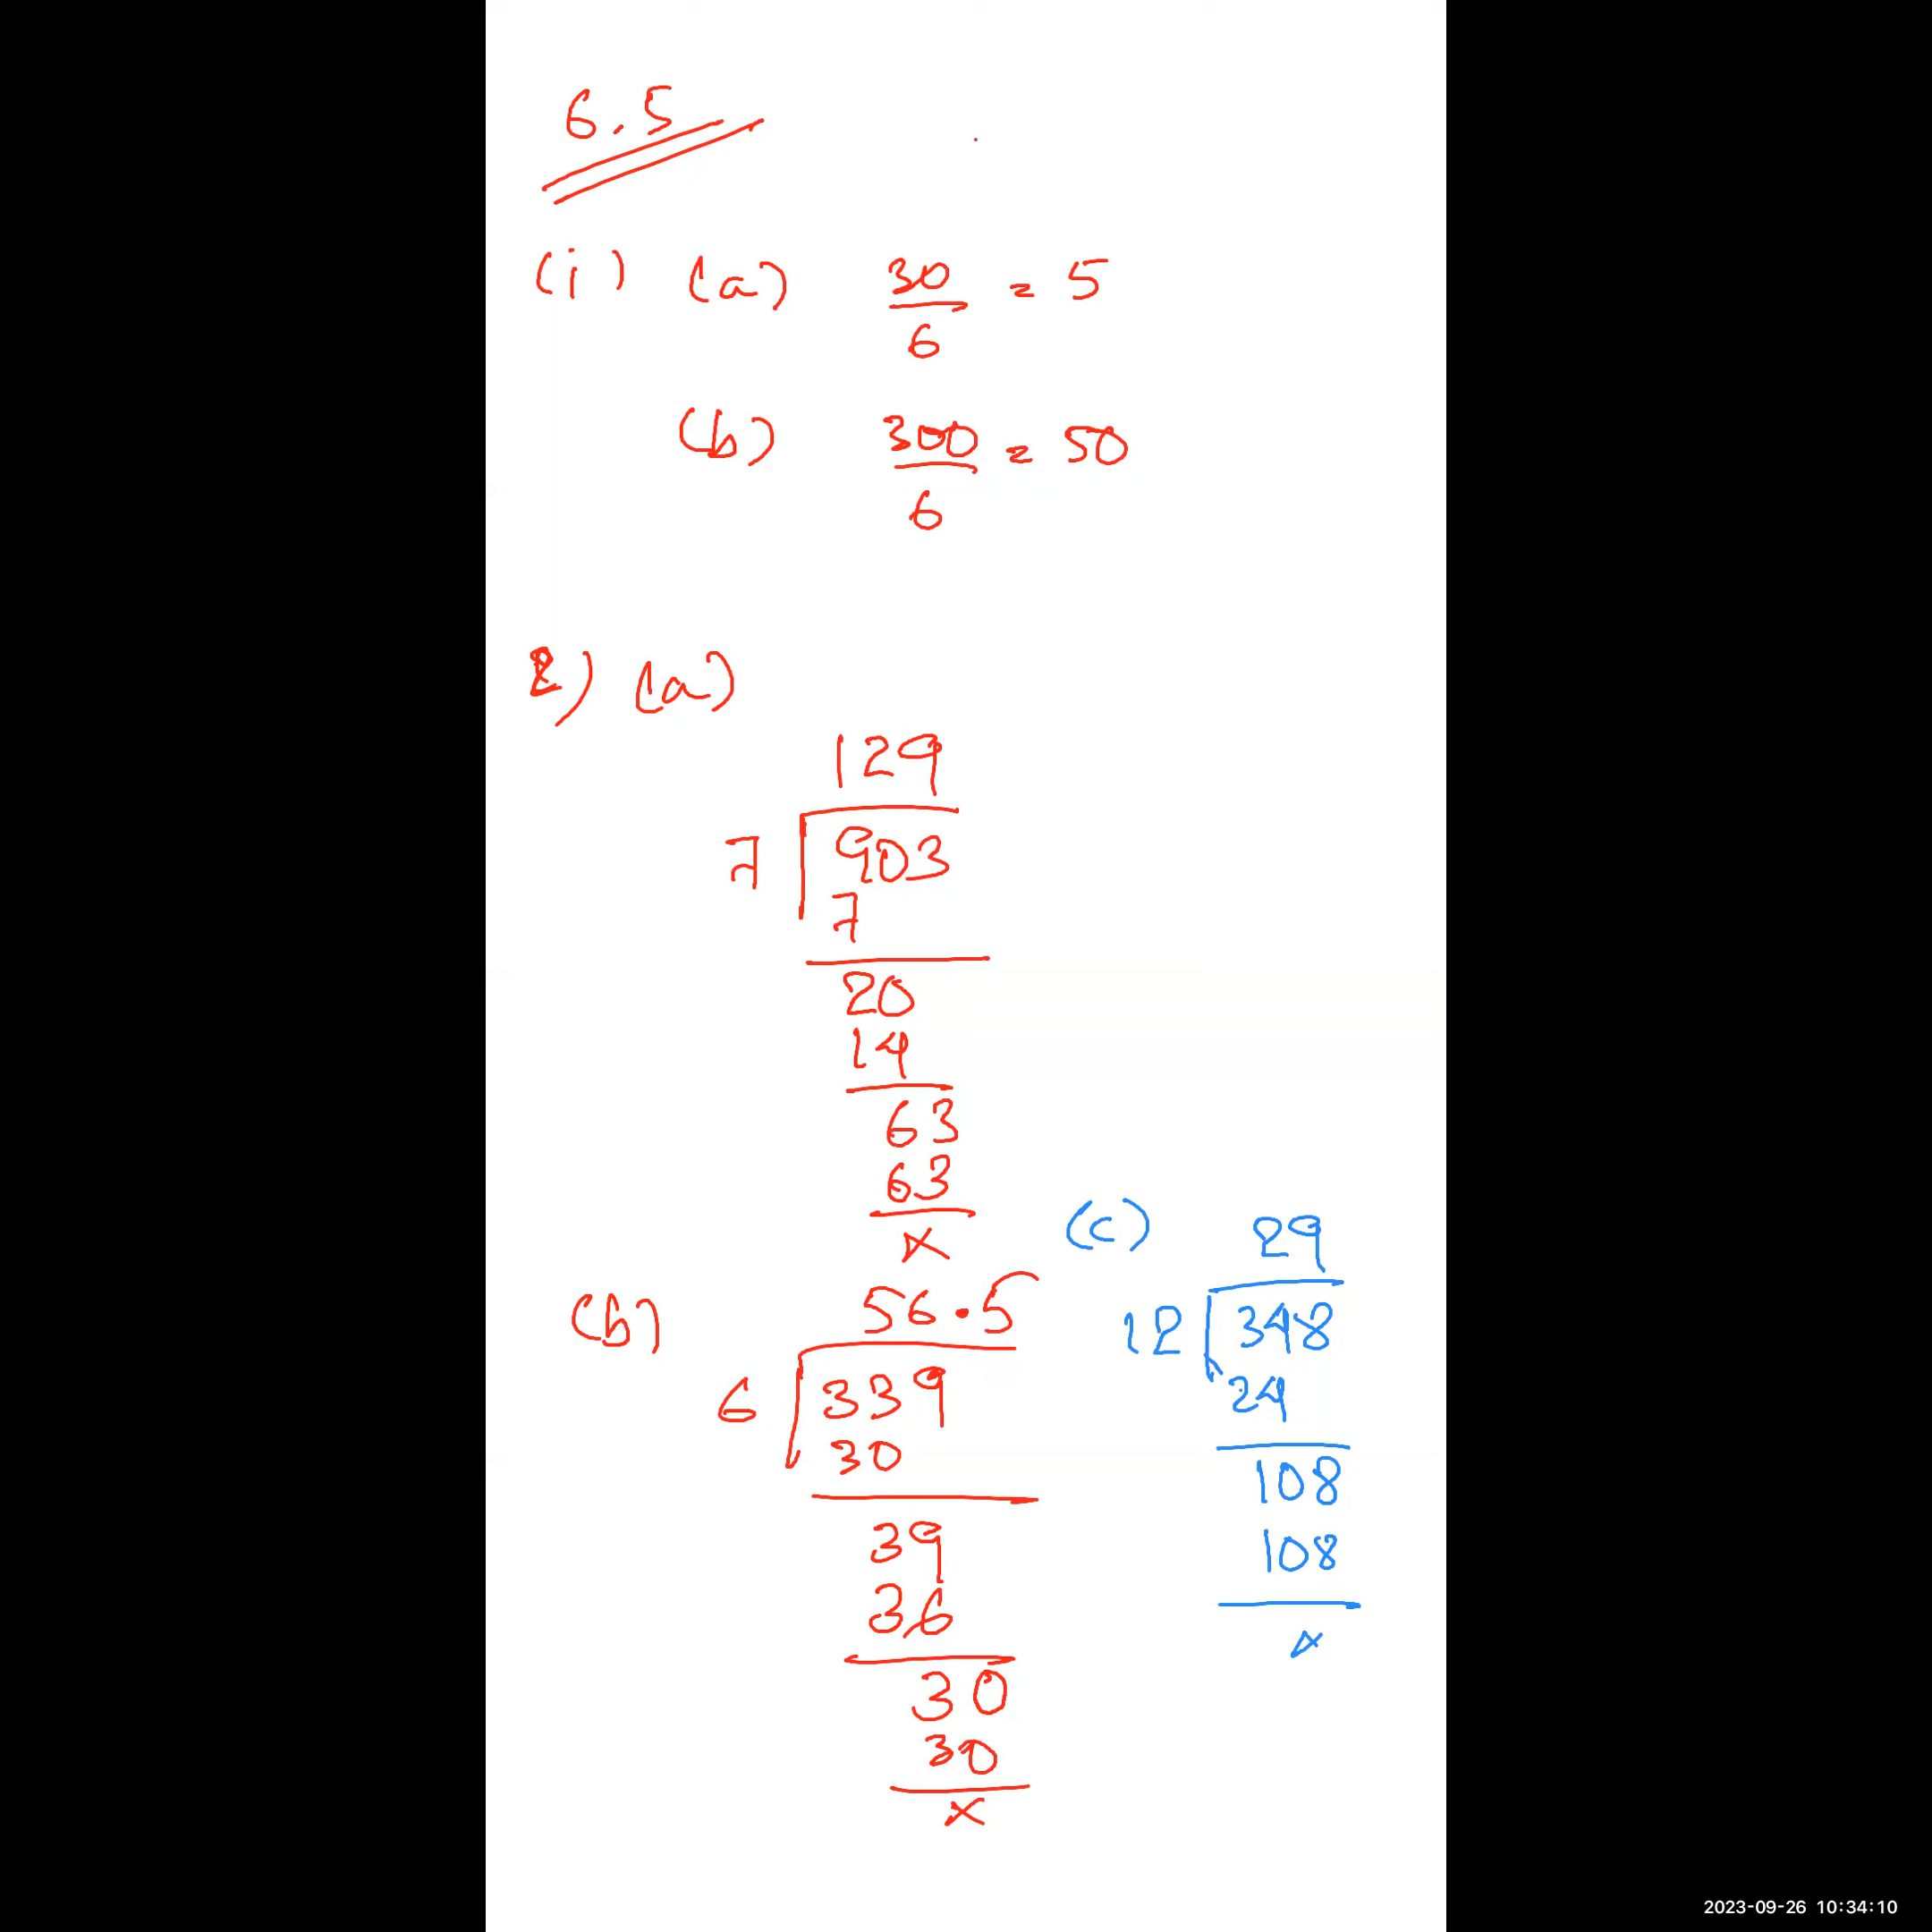 6.5
(i) (a) 30/6 = 5
(b) 300/6 = 50
2) (a)
129
7 903
7
20
14
63
63
x
(b) 56.5
6 339
30
39
36
30
30
x
(c) 29
12 348
24
108
108
x
2023-09-26 10:34:10